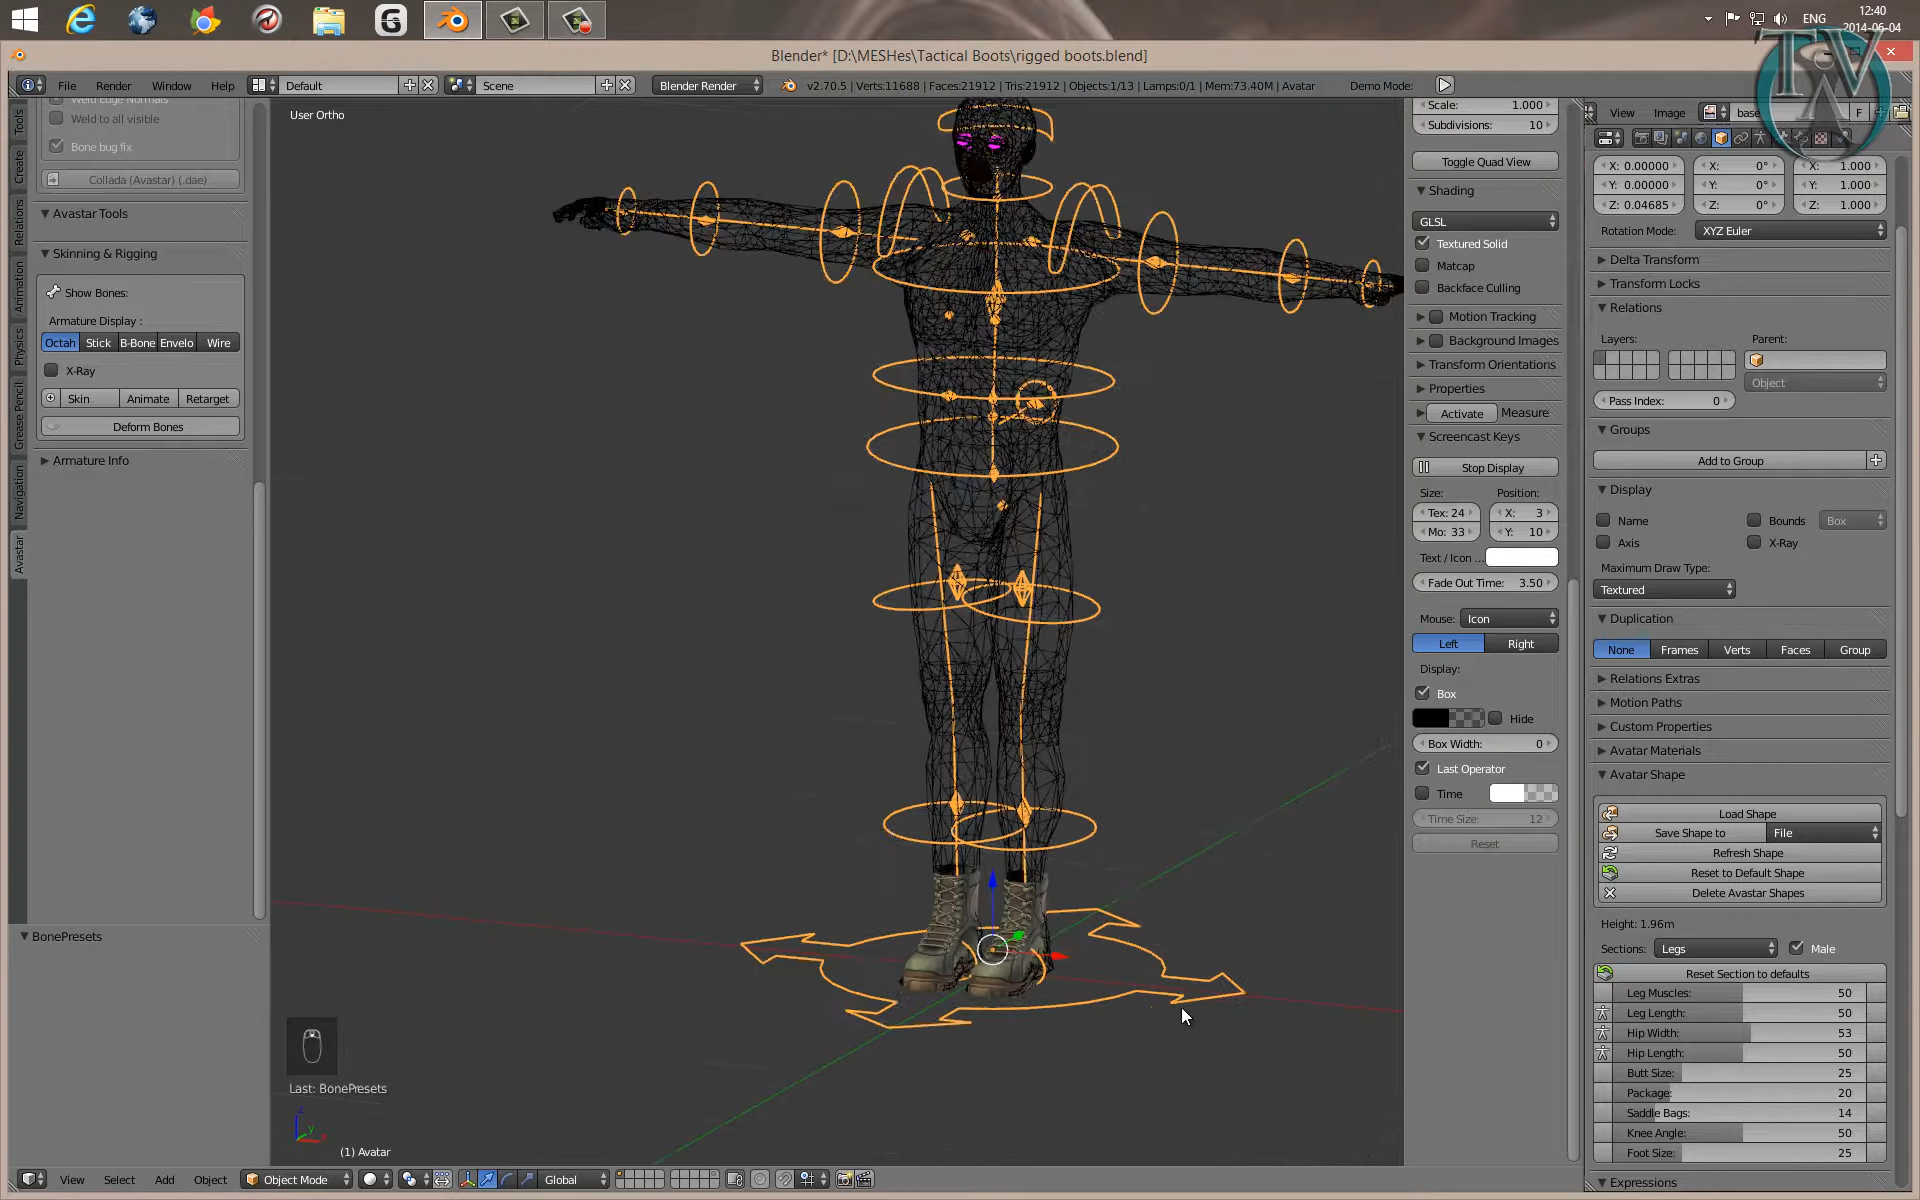 12:40
ENG
2014-06-04
Blender* [D:\MESHes\Tactical Boots\rigged boots.blend]
File Render Window Help Default Scene Blender Render v2.70.5 | Verts:11688 | Faces:21912 | Tris:21912 | Objects:1/13 | Lamps:0/1 | Mem:73.40M | Avatar Demo Mode:
TW
Tools
Create
Relations
Animation
Physics
Grease Pencil
Navigation
Avastar
Weld Edge Normals
Weld to all visible
Bone bug fix
Collada (Avastar) (.dae)
Avastar Tools
Skinning & Rigging
Show Bones:
Armature Display :
Octah Stick B-Bone Envelo Wire
X-Ray
Skin Animate Retarget
Deform Bones
Armature Info
BonePresets
User Ortho
Last: BonePresets
z
y
(1) Avatar
View Select Add Object Object Mode Global
Scale: 1.000
Subdivisions: 10
Toggle Quad View
Shading
GLSL
Textured Solid
Matcap
Backface Culling
Motion Tracking
Background Images
Transform Orientations
Properties
Activate Measure
Screencast Keys
Stop Display
Size: Position:
Tex: 24 X: 3
Mo: 33 Y: 10
Text / Icon ...
Fade Out Time: 3.50
Mouse: Icon
Left Right
Display:
Box
Hide
Box Width: 0
Last Operator
Time
Time Size: 12
Reset
View Image base F
X: 0.00000 X: 0° X: 1.000
Y: 0.00000 Y: 0° Y: 1.000
Z: 0.04685 Z: 0° Z: 1.000
Rotation Mode: XYZ Euler
Delta Transform
Transform Locks
Relations
Layers: Parent:
Object
Pass Index: 0
Groups
Add to Group
Display
Name Bounds Box
Axis X-Ray
Maximum Draw Type:
Textured
Duplication
None Frames Verts Faces Group
Relations Extras
Motion Paths
Custom Properties
Avatar Materials
Avatar Shape
Load Shape
Save Shape to File
Refresh Shape
Reset to Default Shape
Delete Avastar Shapes
Height: 1.96m
Sections: Legs Male
Reset Section to defaults
Leg Muscles: 50
Leg Length: 50
Hip Width: 53
Hip Length: 50
Butt Size: 25
Package: 20
Saddle Bags: 14
Knee Angle: 50
Foot Size: 25
Expressions